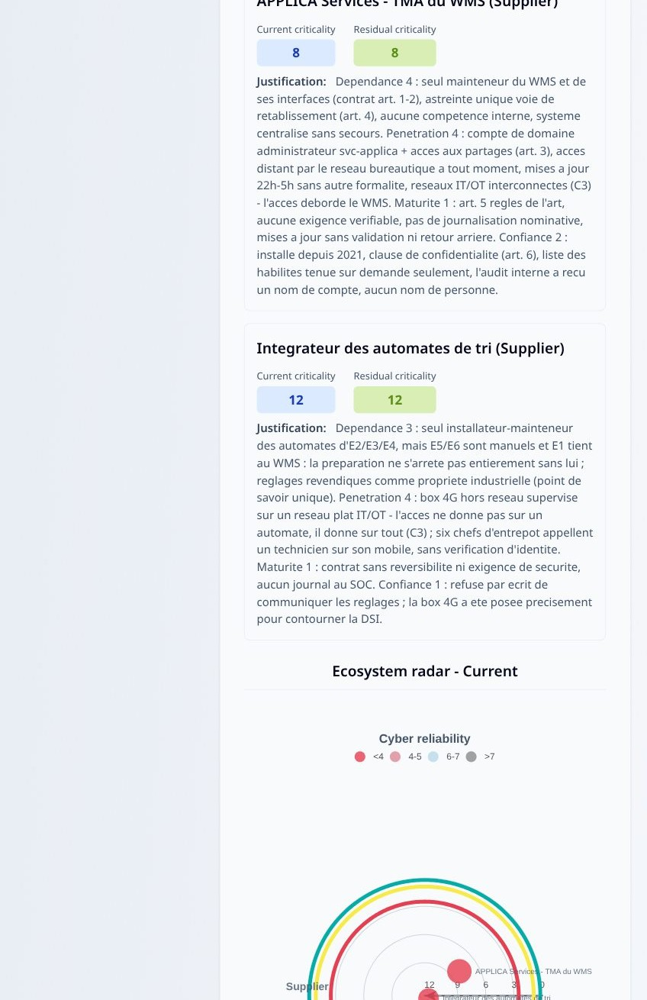 APPLICA Services - TMA du WMS (Supplier)
Current criticality Residual criticality
8 8
Justification: Dependance 4 : seul mainteneur du WMS et de
ses interfaces (contrat art. 1-2), astreinte unique voie de
retablissement (art. 4), aucune competence interne, systeme
centralise sans secours. Penetration 4 : compte de domaine
administrateur svc-applica + acces aux partages (art. 3), acces
distant par le reseau bureautique a tout moment, mises a jour
22h-5h sans autre formalite, reseaux IT/OT interconnectes (C3)
- l'acces deborde le WMS. Maturite 1 : art. 5 regles de l'art,
aucune exigence verifiable, pas de journalisation nominative,
mises a jour sans validation ni retour arriere. Confiance 2 :
installe depuis 2021, clause de confidentialite (art. 6), liste des
habilites tenue sur demande seulement, l'audit interne a recu
un nom de compte, aucun nom de personne.
Integrateur des automates de tri (Supplier)
Current criticality Residual criticality
12 12
Justification: Dependance 3 : seul installateur-mainteneur
des automates d'E2/E3/E4, mais E5/E6 sont manuels et E1 tient
au WMS : la preparation ne s'arrete pas entierement sans lui ;
reglages revendiques comme propriete industrielle (point de
savoir unique). Penetration 4 : box 4G hors reseau supervise
sur un reseau plat IT/OT - l'acces ne donne pas sur un
automate, il donne sur tout (C3) ; six chefs d'entrepot appellent
un technicien sur son mobile, sans verification d'identite.
Maturite 1 : contrat sans reversibilite ni exigence de securite,
aucun journal au SOC. Confiance 1 : refuse par ecrit de
communiquer les reglages ; la box 4G a ete posee precisement
pour contourner la DSI.
Ecosystem radar - Current
Cyber reliability
<4 4-5 6-7 >7
APPLICA Services - TMA du WMS
Supplier 12 9 6 3 0
Integrateur des automates de tri